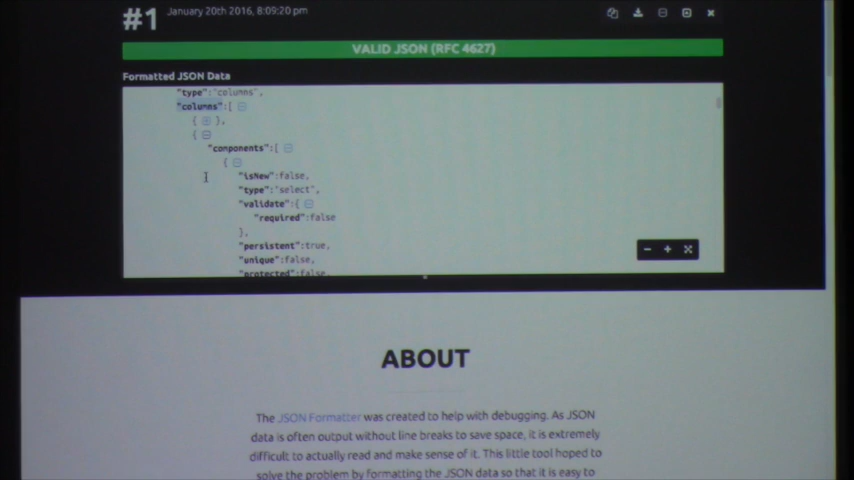 #1
January 20th 2016, 8:09:20 pm
VALID JSON (RFC 4627)
Formatted JSON Data
"type":"columns",
"columns":[
{ },
{
"components":[
{
"isNew":false,
"type":"select",
"validate":{
"required":false
},
"persistent":true,
"unique":false,
"protected":false,
ABOUT
The JSON Formatter was created to help with debugging. As JSON
data is often output without line breaks to save space, it is extremely
difficult to actually read and make sense of it. This little tool hoped to
solve the problem by formatting the JSON data so that it is easy to